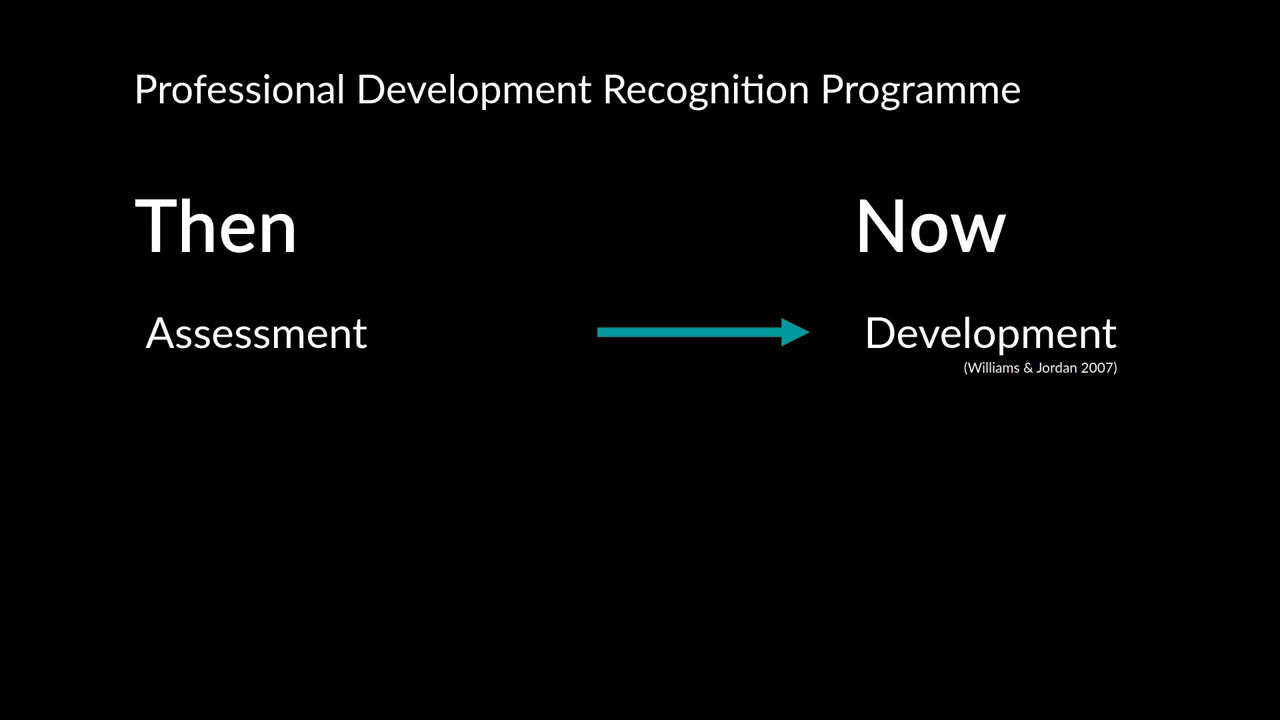 Professional Development Recognition Programme
Then
Now
Assessment
Development
(Williams & Jordan 2007)